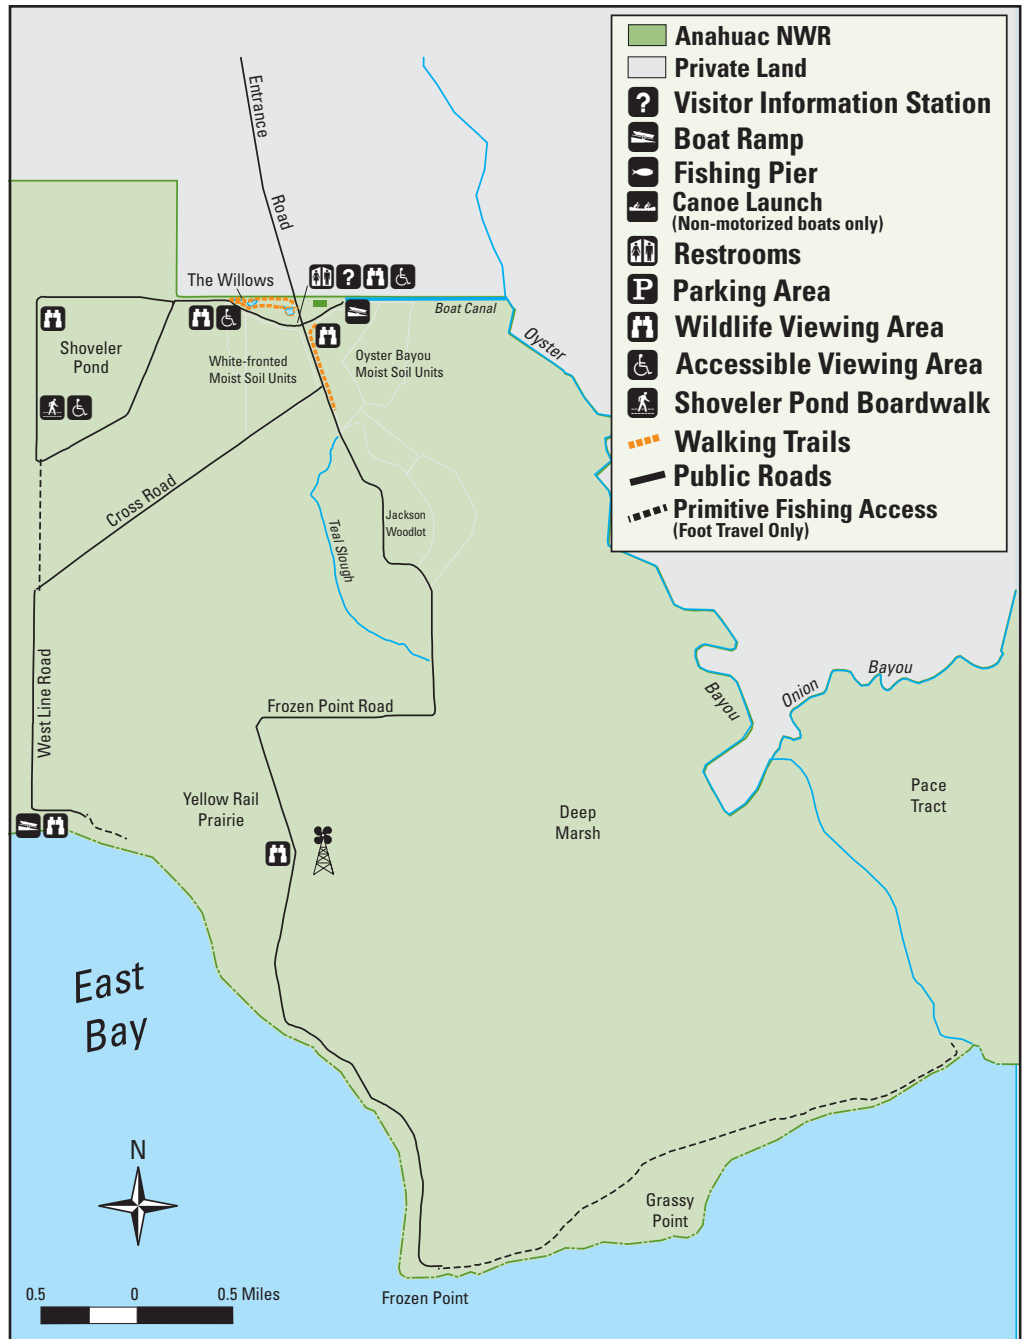 Anahuac NWR
Private Land
? Visitor Information Station
Boat Ramp
Fishing Pier
Canoe Launch
(Non-motorized boats only)
Restrooms
P Parking Area
Wildlife Viewing Area
Accessible Viewing Area
Shoveler Pond Boardwalk
Walking Trails
Public Roads
Primitive Fishing Access
(Foot Travel Only)
Entrance
Road
The Willows
?
Boat Canal
Oyster
Shoveler
Pond
White-fronted
Moist Soil Units
Oyster Bayou
Moist Soil Units
Cross Road
Teal Slough
Jackson
Woodlot
West Line Road
Frozen Point Road
Bayou
Onion
Bayou
Yellow Rail
Prairie
Deep
Marsh
Pace
Tract
East
Bay
N
Grassy
Point
0.5 0 0.5 Miles
Frozen Point